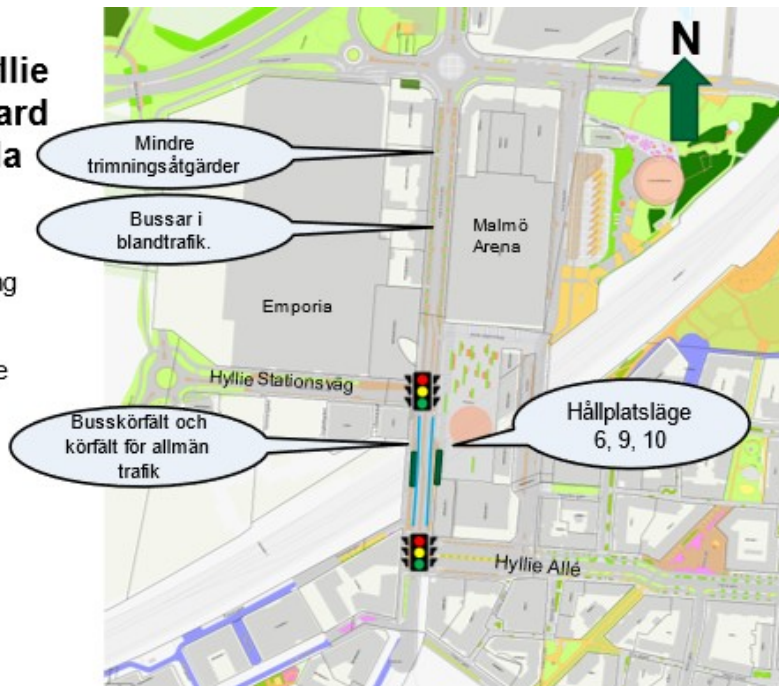 llie
ard
la
ng
e
N
Mindre
trimningsåtgärder
Bussar i
blandtrafik.
Malmö
Arena
Emporia
Hyllie Stationsväg
Busskörfält och
körfält för allmän
trafik
Hållplatsläge
6, 9, 10
Hyllie Allé